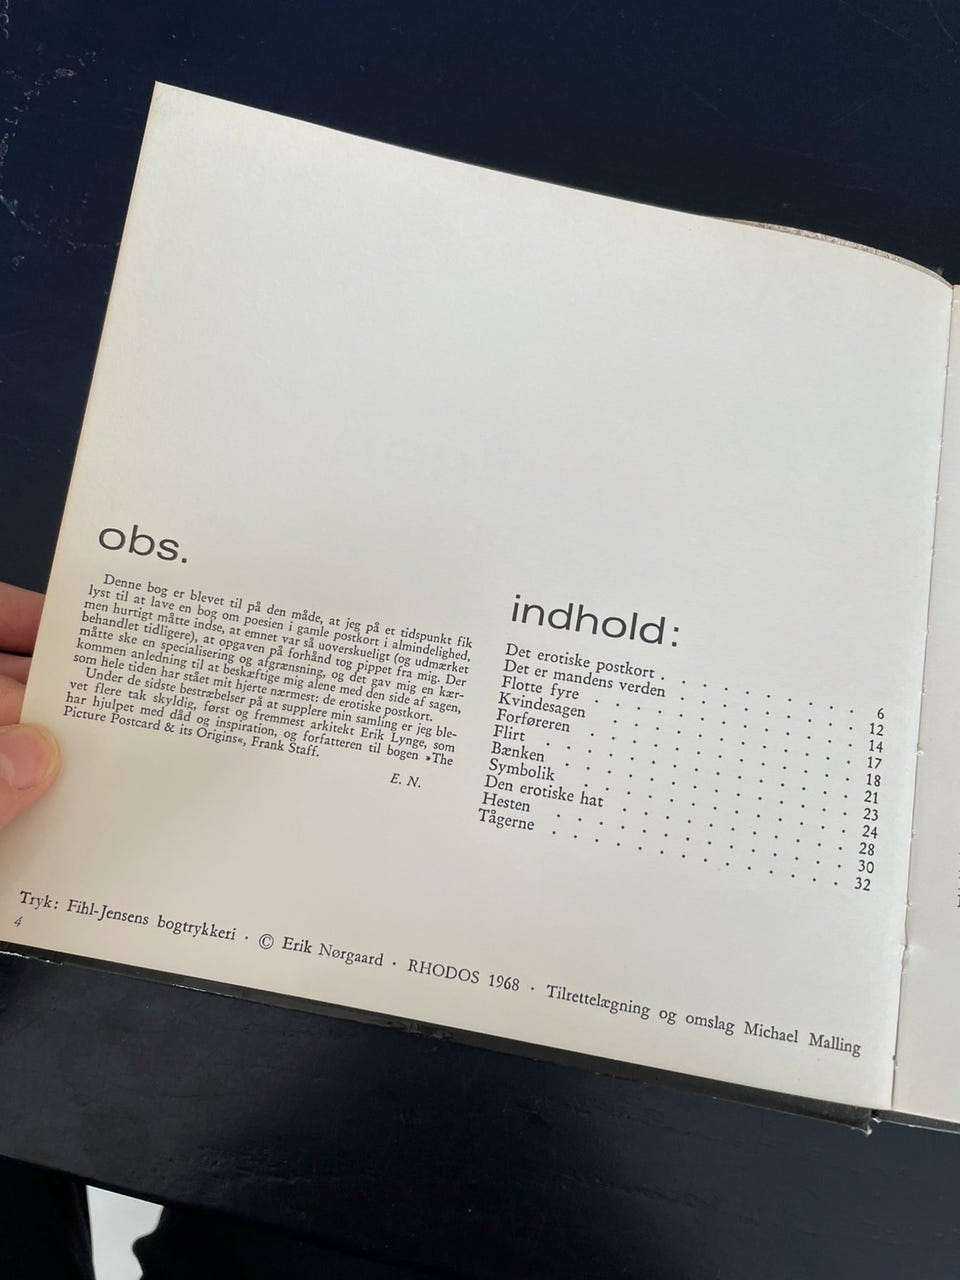 obs.
Denne bog er blevet til på den måde, at jeg på et tidspunkt fik
lyst til at lave en bog om poesien i gamle postkort i almindelighed,
men hurtigt måtte indse, at emnet var så uoverskueligt (og udmærket
behandlet tidligere), at opgaven på forhånd tog pippet fra mig. Der
måtte ske en specialisering og afgrænsning, og det gav mig en kær-
kommen anledning til at beskæftige mig alene med den side af sagen,
som hele tiden har stået mit hjerte nærmest: de erotiske postkort.
Under de sidste bestræbelser på at supplere min samling er jeg ble-
vet flere tak skyldig, først og fremmest arkitekt Erik Lynge, som
har hjulpet med dåd og inspiration, og forfatteren til bogen »The
Picture Postcard & its Origins«, Frank Staff.
E. N.
indhold:
Det erotiske postkort . . . . . . . . 6
Det er mandens verden . . . . . . . . 12
Flotte fyre . . . . . . . . . . . . 14
Kvindesagen . . . . . . . . . . . . 17
Forføreren . . . . . . . . . . . . 18
Flirt . . . . . . . . . . . . . . 21
Bænken . . . . . . . . . . . . . 23
Symbolik . . . . . . . . . . . . . 24
Den erotiske hat . . . . . . . . . . 28
Hesten . . . . . . . . . . . . . 30
Tågerne . . . . . . . . . . . . . 32
Tryk: Fihl-Jensens bogtrykkeri · © Erik Nørgaard · RHODOS 1968 · Tilrettelægning og omslag Michael Malling
4